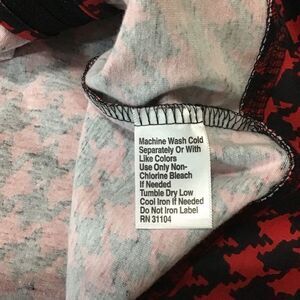 Machine Wash Cold
Separately Or With
Like Colors
Use Only Non-
Chlorine Bleach
If Needed
Tumble Dry Low
Cool Iron If Needed
Do Not Iron Label
RN 31104